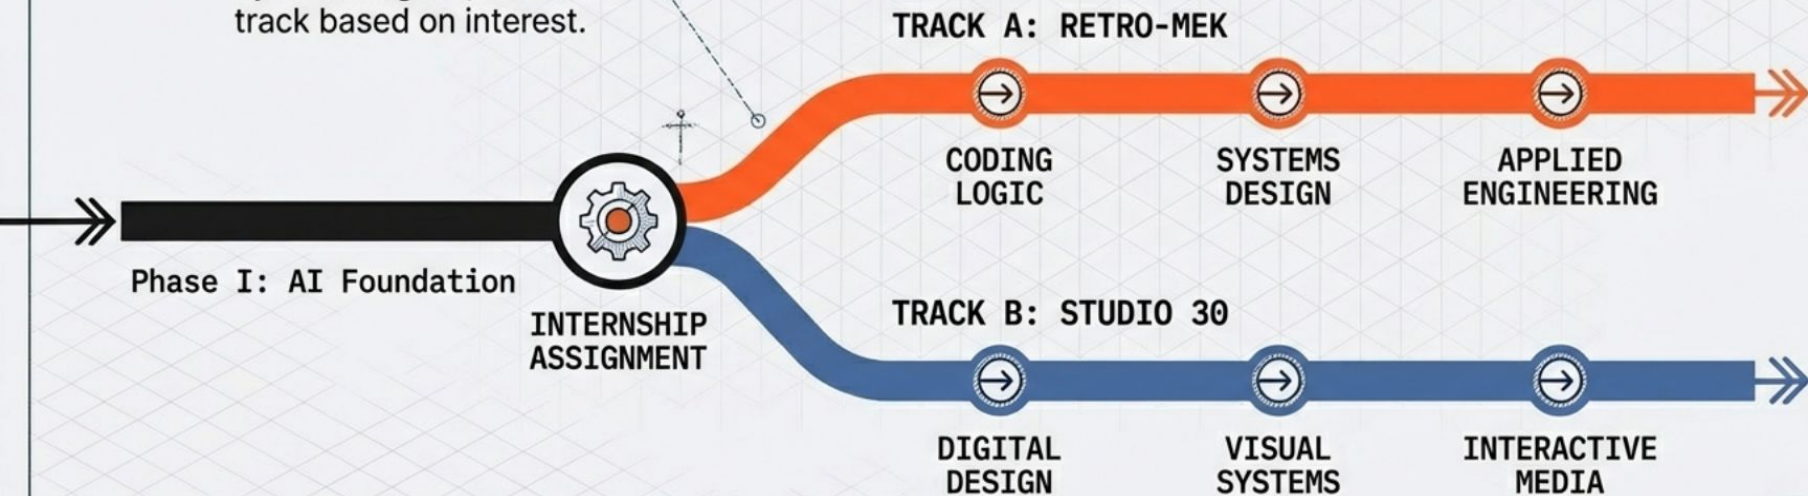 track based on interest.
TRACK A: RETRO-MEK
CODING
LOGIC
SYSTEMS
DESIGN
APPLIED
ENGINEERING
Phase I: AI Foundation
INTERNSHIP
ASSIGNMENT
TRACK B: STUDIO 30
DIGITAL
DESIGN
VISUAL
SYSTEMS
INTERACTIVE
MEDIA